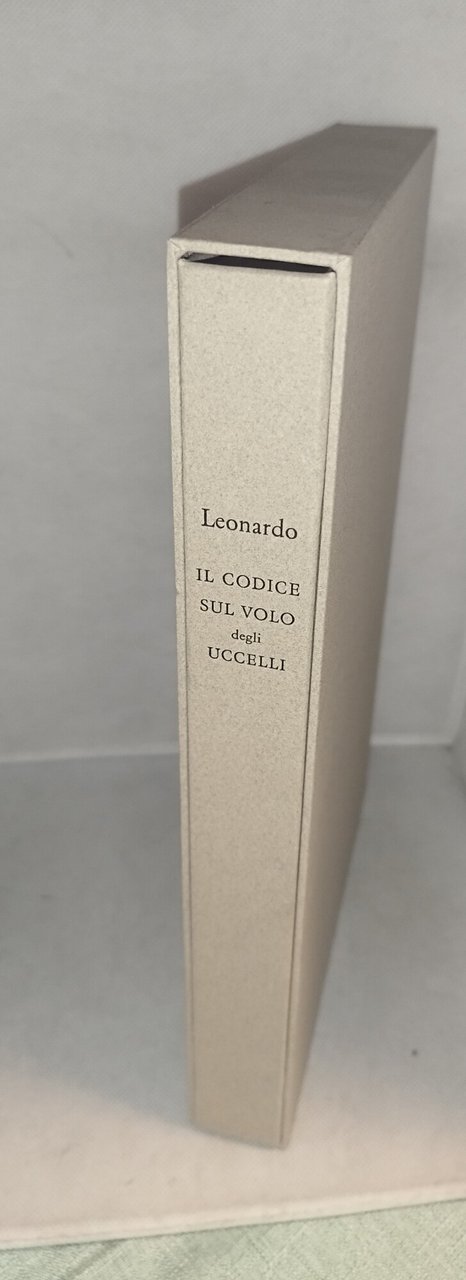 Leonardo
IL CODICE
SUL VOLO
degli
UCCELLI